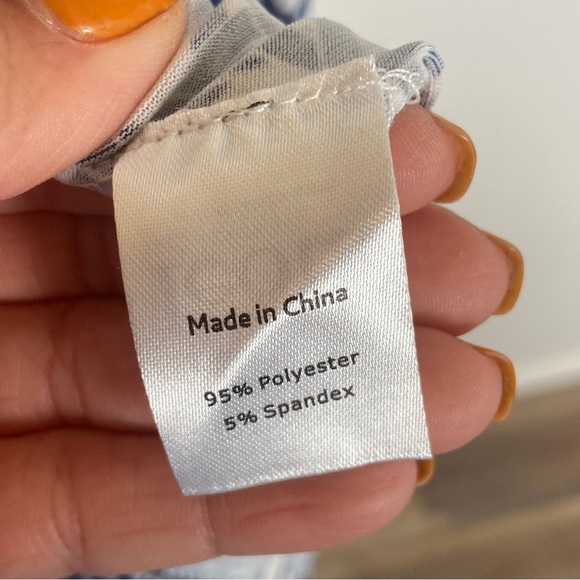 Made in China
95% Polyester
5% Spandex